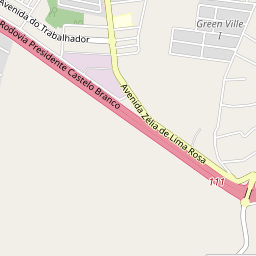 Avenida do Trabalhador
Green Ville
I
Rodovia Presidente Castelo Branco
Avenida Zélia de Lima Rosa
111